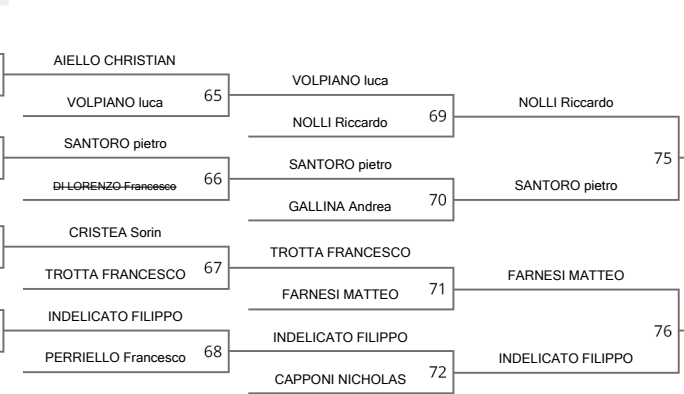 AIELLO CHRISTIAN
VOLPIANO luca
65
SANTORO pietro
DI LORENZO Francesco
66
CRISTEA Sorin
TROTTA FRANCESCO
67
INDELICATO FILIPPO
PERRIELLO Francesco
68
VOLPIANO luca
NOLLI Riccardo
69
SANTORO pietro
GALLINA Andrea
70
TROTTA FRANCESCO
FARNESI MATTEO
71
INDELICATO FILIPPO
CAPPONI NICHOLAS
72
NOLLI Riccardo
SANTORO pietro
75
FARNESI MATTEO
INDELICATO FILIPPO
76